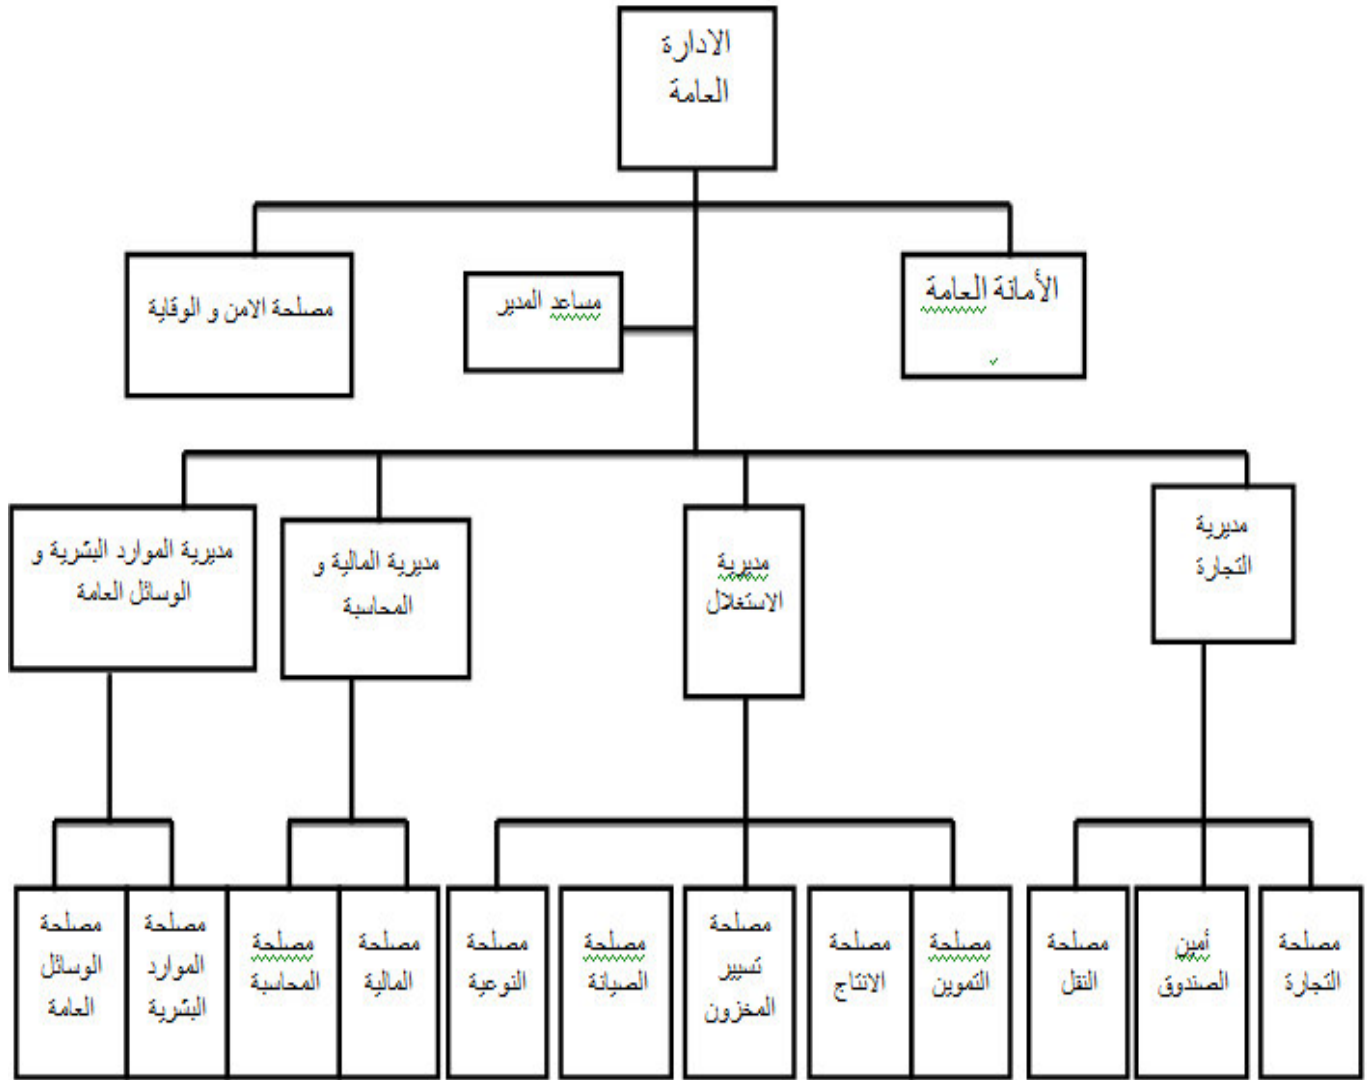 الادارة
العامة
الأمانة العامة
مساعد المدير
مصلحة الامن و الوقاية
مديرية
التجارة
مديرية
الاستغلال
مديرية المالية و
المحاسبة
مديرية الموارد البشرية و
الوسائل العامة
مصلحة
التجارة
أمين
الصندوق
مصلحة
النقل
مصلحة
التموين
مصلحة
الانتاج
مصلحة
تسيير
المخزون
مصلحة
الصيانة
مصلحة
النوعية
مصلحة
المالية
مصلحة
المحاسبة
مصلحة
الموارد
البشرية
مصلحة
الوسائل
العامة